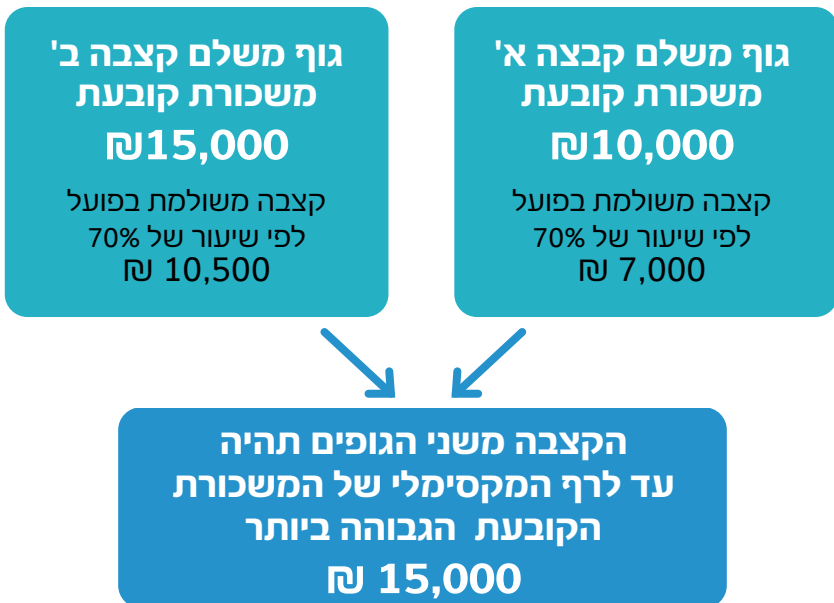 גוף משלם קבצה א'
משכורת קובעת
₪10,000
קצבה משולמת בפועל
לפי שיעור של 70%
7,000 ₪
גוף משלם קצבה ב'
משכורת קובעת
₪15,000
קצבה משולמת בפועל
לפי שיעור של 70%
10,500 ₪
הקצבה משני הגופים תהיה
עד לרף המקסימלי של המשכורת
הקובעת הגבוהה ביותר
15,000 ₪